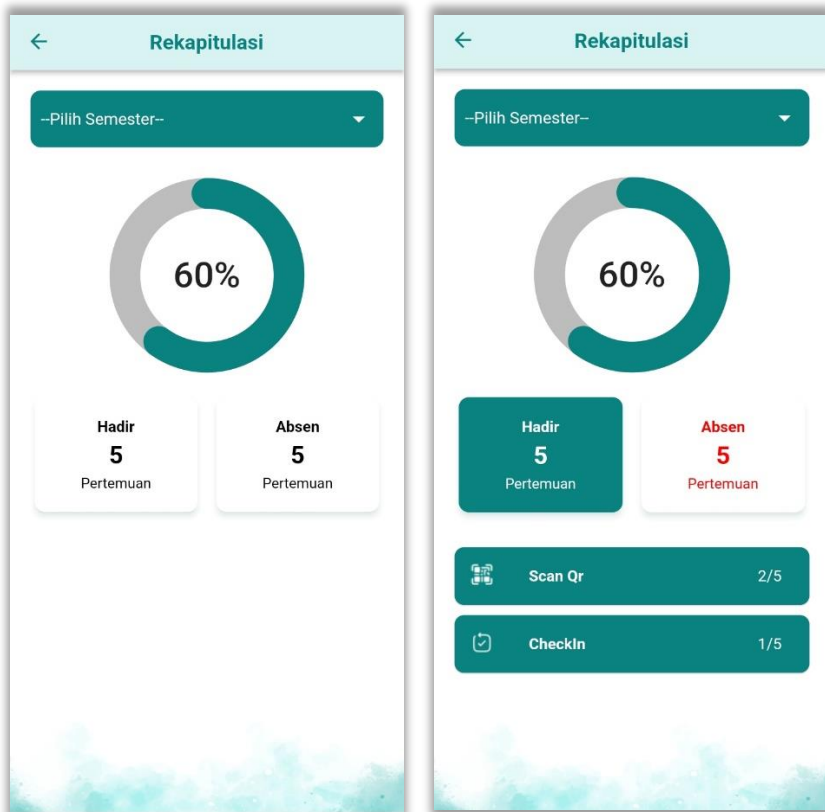 Rekapitulasi
--Pilih Semester--
60%
Hadir
5
Pertemuan
Absen
5
Pertemuan
Rekapitulasi
--Pilih Semester--
60%
Hadir
5
Pertemuan
Absen
5
Pertemuan
Scan Qr 2/5
CheckIn 1/5